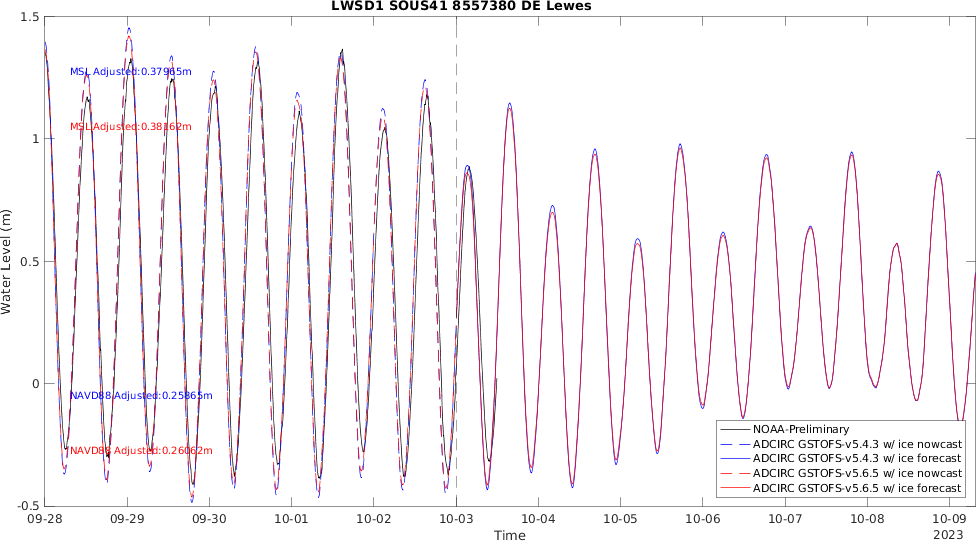 LWSD1 SOUS41 8557380 DE Lewes
1.5
1
0.5
0
-0.5
Water Level (m)
MSL Adjusted:0.37965m
MSL Adjusted:0.38162m
NAVD88 Adjusted:0.25865m
NAVD88 Adjusted:0.26062m
NOAA-Preliminary
ADCIRC GSTOFS-v5.4.3 w/ ice nowcast
ADCIRC GSTOFS-v5.4.3 w/ ice forecast
ADCIRC GSTOFS-v5.6.5 w/ ice nowcast
ADCIRC GSTOFS-v5.6.5 w/ ice forecast
09-28 09-29 09-30 10-01 10-02 10-03 10-04 10-05 10-06 10-07 10-08 10-09
Time
2023